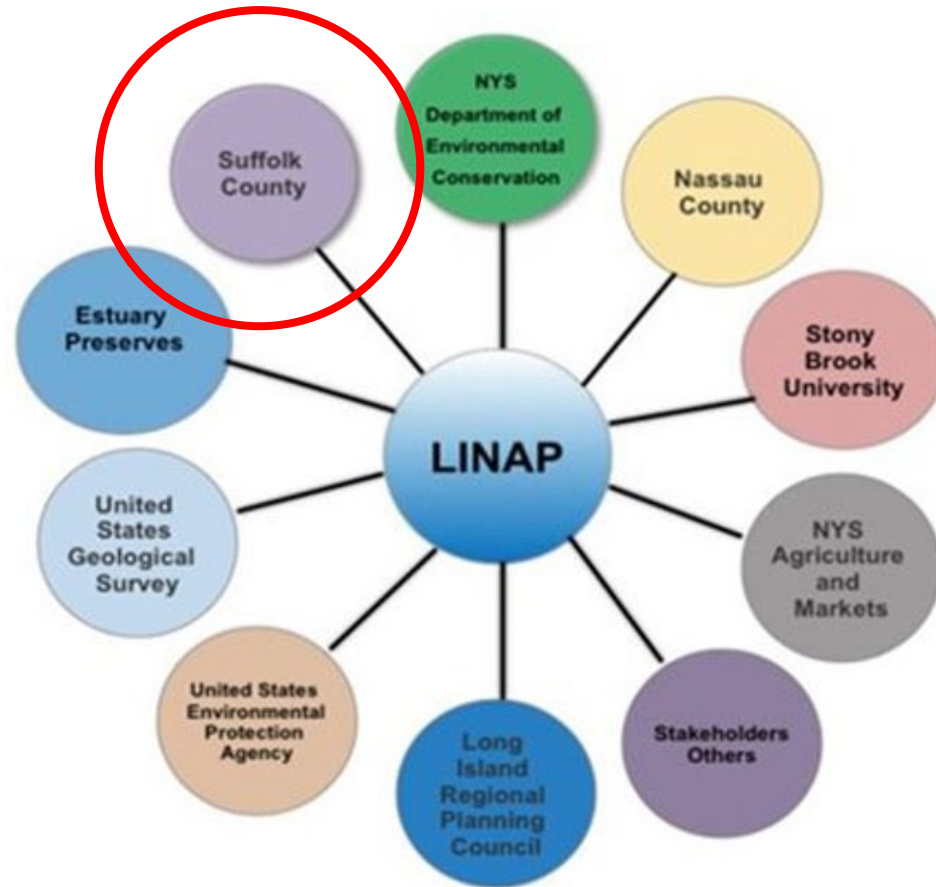 NYS
Department of
Environmental
Conservation
Suffolk
County
Nassau
County
Estuary
Preserves
Stony
Brook
University
LINAP
United
States
Geological
Survey
NYS
Agriculture
and
Markets
United States
Environmental
Protection
Agency
Long
Island
Regional
Planning
Council
Stakeholders
Others